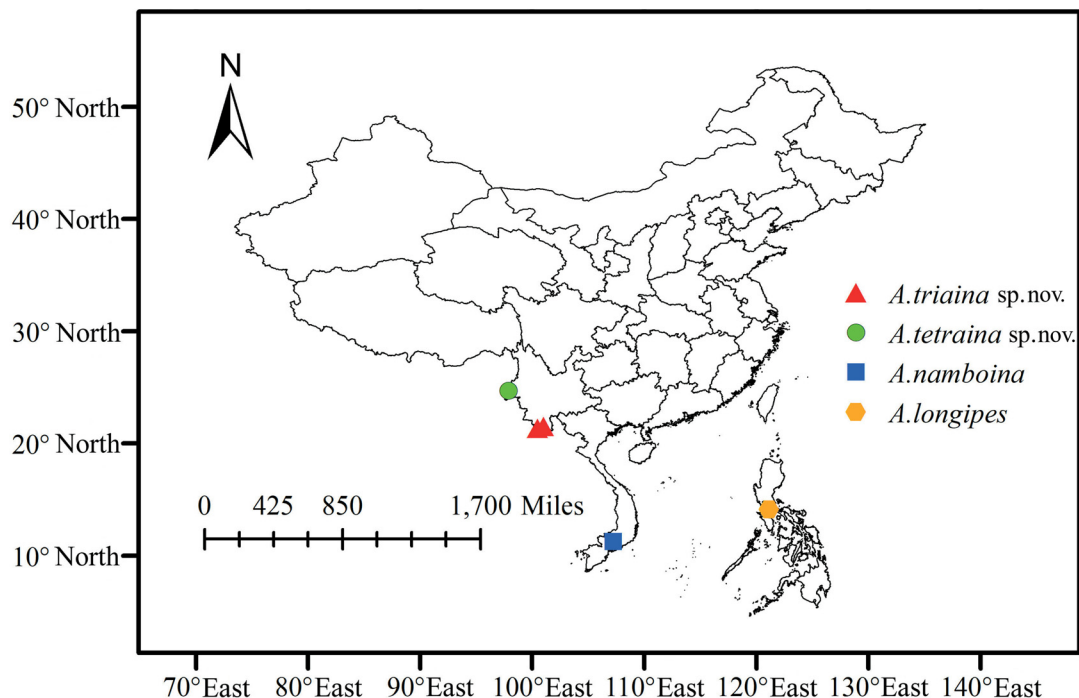 N
50° North
40° North
30° North
20° North
10° North
A.triaina sp.nov.
A.tetraina sp.nov.
A.namboina
A.longipes
0 425 850 1,700 Miles
70°East 80°East 90°East 100°East 110°East 120°East 130°East 140°East